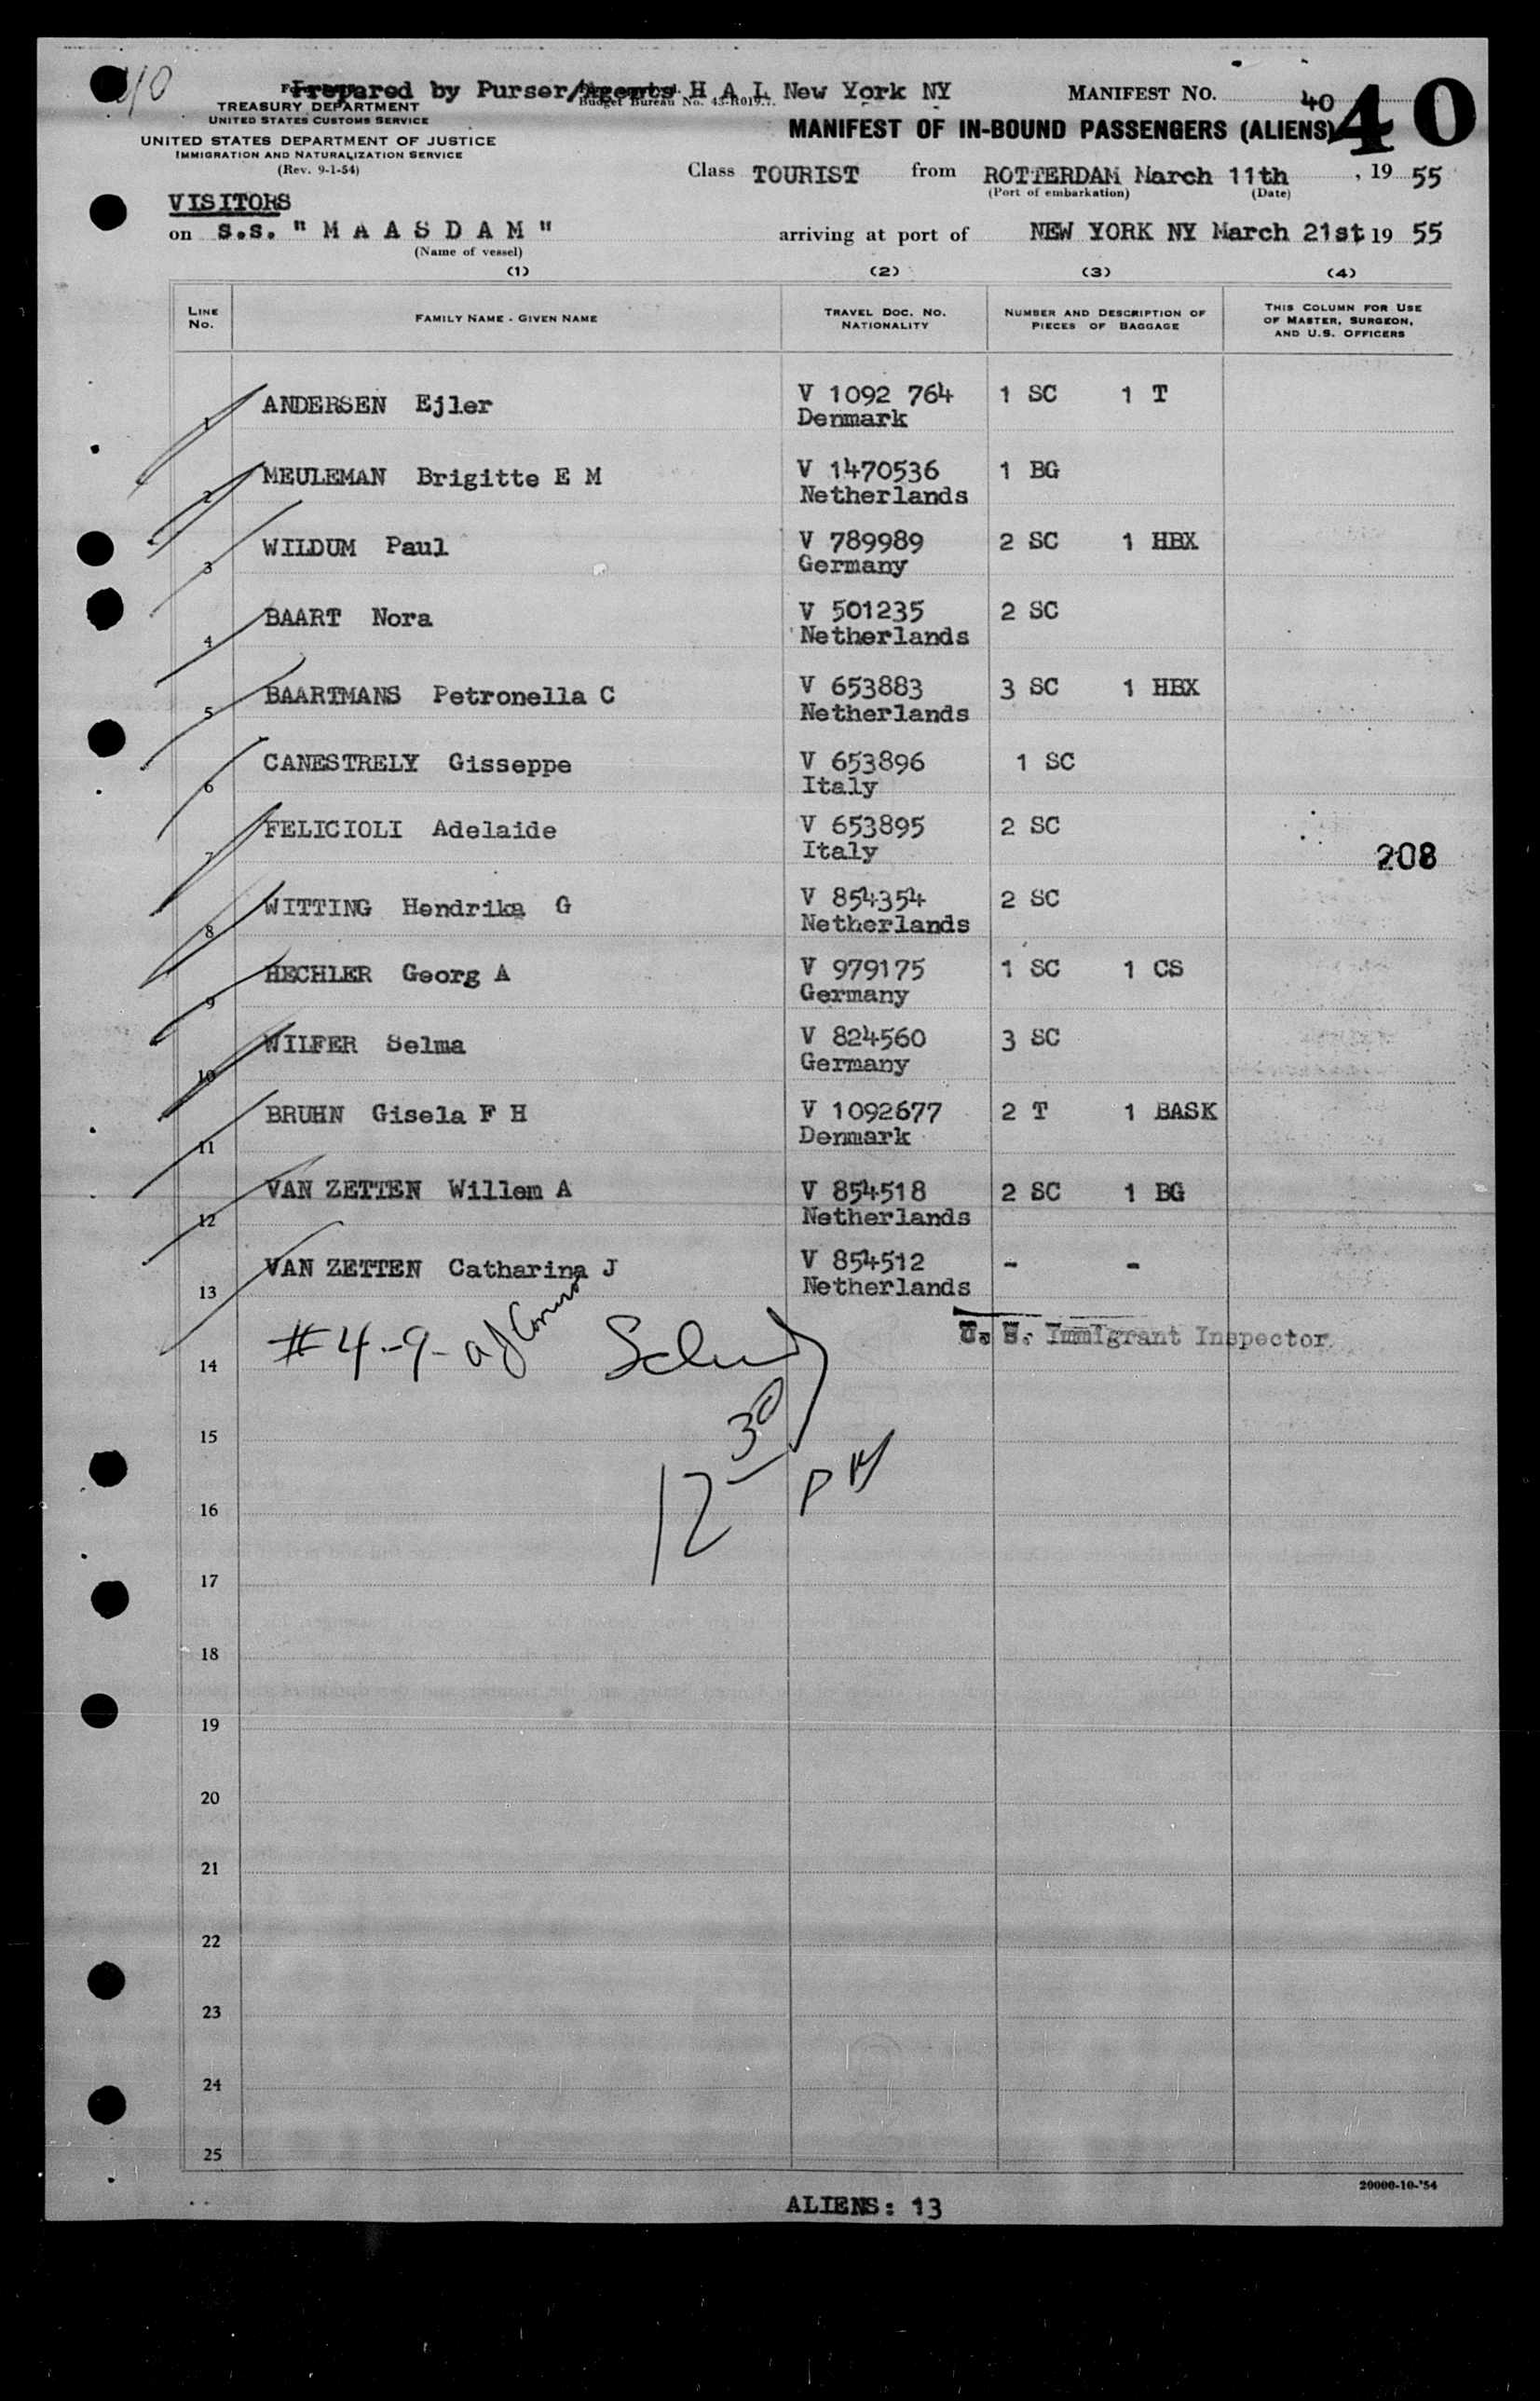 40
Prepared by Purser/Agents H A L New York NY
Budget Bureau No. 43-R019.7.
MANIFEST NO. 40
40
TREASURY DEPARTMENT
UNITED STATES CUSTOMS SERVICE
MANIFEST OF IN-BOUND PASSENGERS (ALIENS)
UNITED STATES DEPARTMENT OF JUSTICE
IMMIGRATION AND NATURALIZATION SERVICE
(Rev. 9-1-54)
Class TOURIST from ROTTERDAM March 11th, 19 55
(Port of embarkation) (Date)
VISITORS
on S.S. " M A A S D A M " arriving at port of NEW YORK NY March 21st 19 55
(Name of vessel)
(1) (2) (3) (4)
LINE No. FAMILY NAME - GIVEN NAME TRAVEL DOC. NO. NATIONALITY NUMBER AND DESCRIPTION OF PIECES OF BAGGAGE THIS COLUMN FOR USE OF MASTER, SURGEON, AND U.S. OFFICERS
1 ANDERSEN Ejler V 1092 764 1 SC 1 T
Denmark
2 MEULEMAN Brigitte E M V 1470536 1 BG
Netherlands
3 WILDUM Paul V 789989 2 SC 1 HBX
Germany
4 BAART Nora V 501235 2 SC
Netherlands
5 BAARTMANS Petronella C V 653883 3 SC 1 HBX
Netherlands
6 CANESTRELY Gisseppe V 653896 1 SC
Italy
7 FELICIOLI Adelaide V 653895 2 SC
Italy 208
8 WITTING Hendrika G V 854354 2 SC
Netherlands
9 HECHLER Georg A V 979175 1 SC 1 CS
Germany
10 WILFER Selma V 824560 3 SC
Germany
11 BRUHN Gisela F H V 1092677 2 T 1 BASK
Denmark
12 VAN ZETTEN Willem A V 854518 2 SC 1 BG
Netherlands
13 VAN ZETTEN Catharina J V 854512 - -
Netherlands
U. S. Immigrant Inspector.
14 #4-9-
15
12 30 PM
16
17
18
19
20
21
22
23
24
25
20000-10-'54
ALIENS: 13